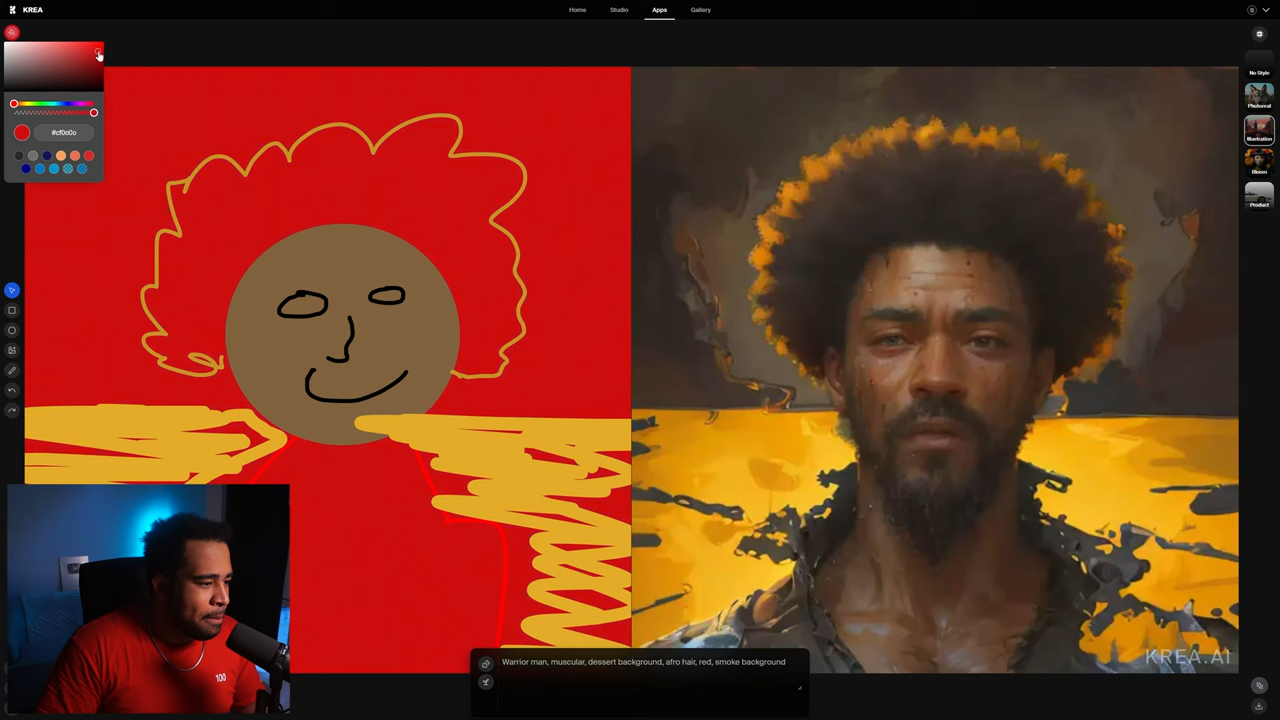 KREA
Home
Studio
Apps
Gallery
No Style
Photoreal
#cf0c0c
Illustration
Bloom
Product
100
Warrior man, muscular, dessert background, afro hair, red, smoke background
KREA.AI